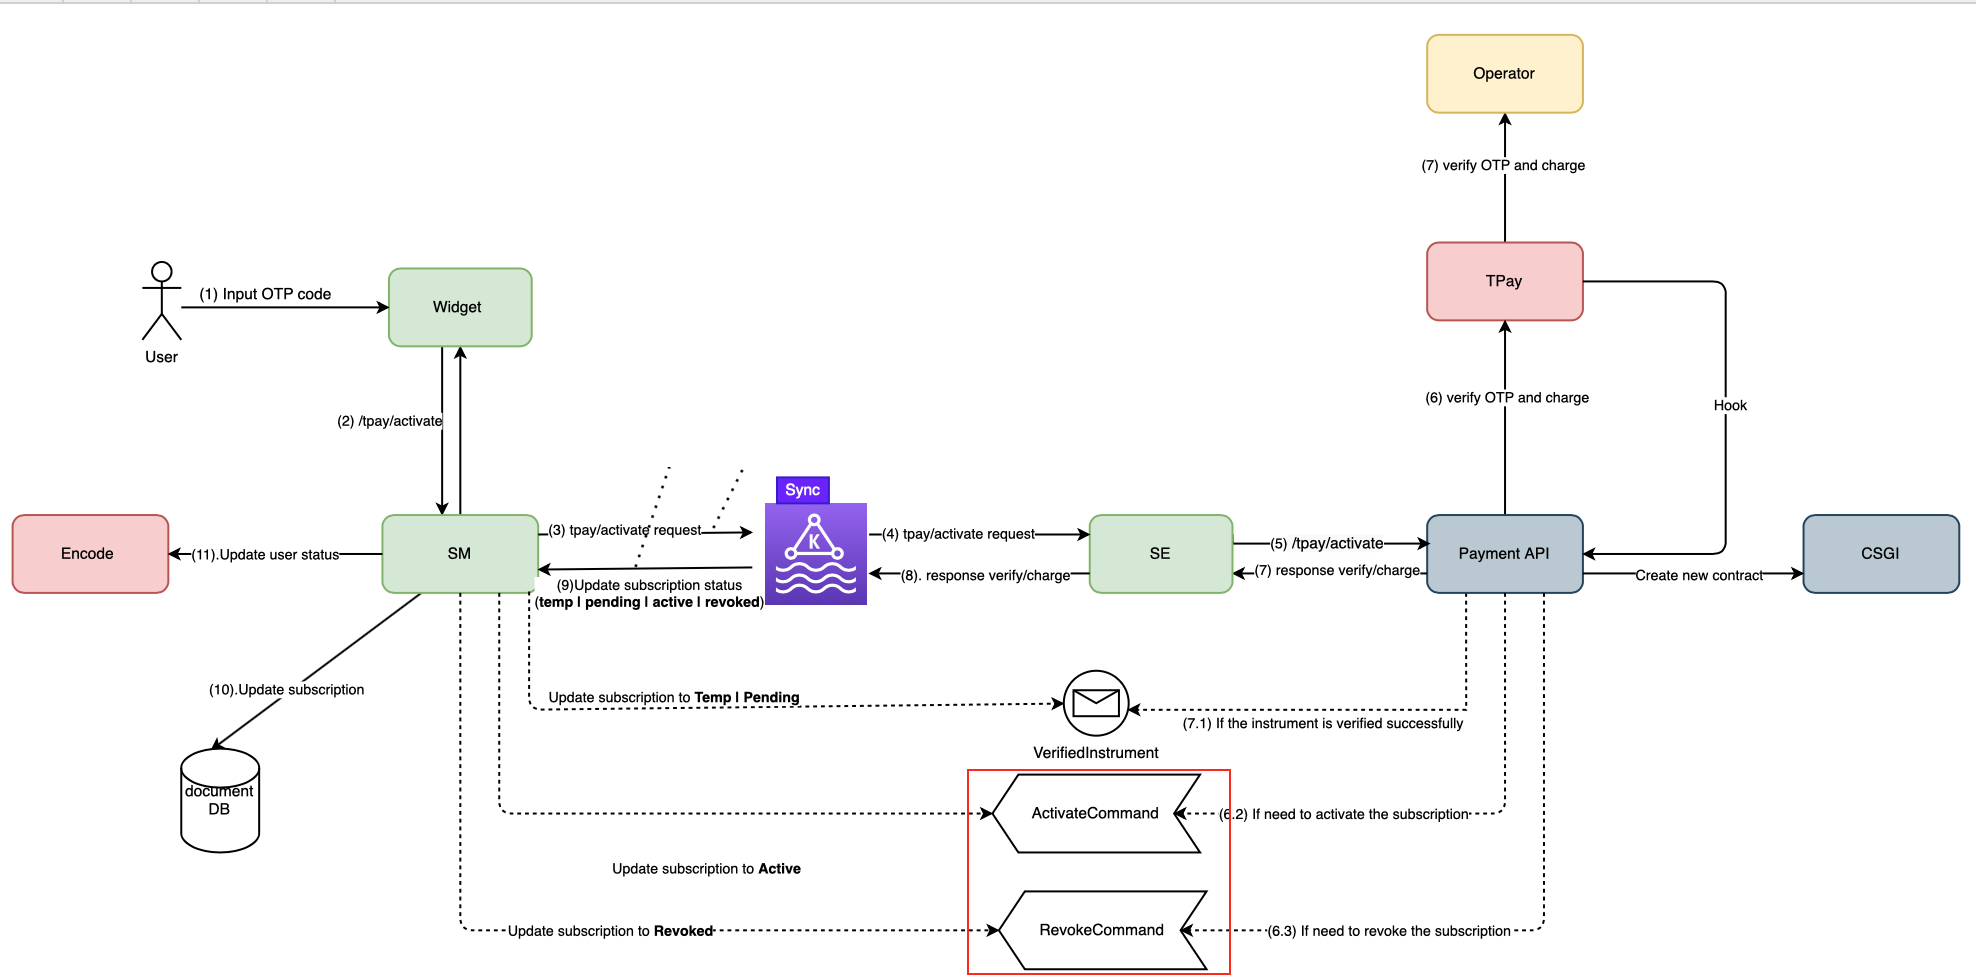 Operator
(7) verify OTP and charge
TPay
(1) Input OTP code
Widget
User
(6) verify OTP and charge
Hook
(2) /tpay/activate
Sync
K
Encode
(11).Update user status
SM
(3) tpay/activate request
(4) tpay/activate request
SE
(5) /tpay/activate
Payment API
CSGI
(9)Update subscription status
(temp | pending | active | revoked)
(8). response verify/charge
(7) response verify/charge
Create new contract
(10).Update subscription
Update subscription to Temp | Pending
(7.1) If the instrument is verified successfully
VerifiedInstrument
document
DB
ActivateCommand
(6.2) If need to activate the subscription
Update subscription to Active
Update subscription to Revoked
RevokeCommand
(6.3) If need to revoke the subscription